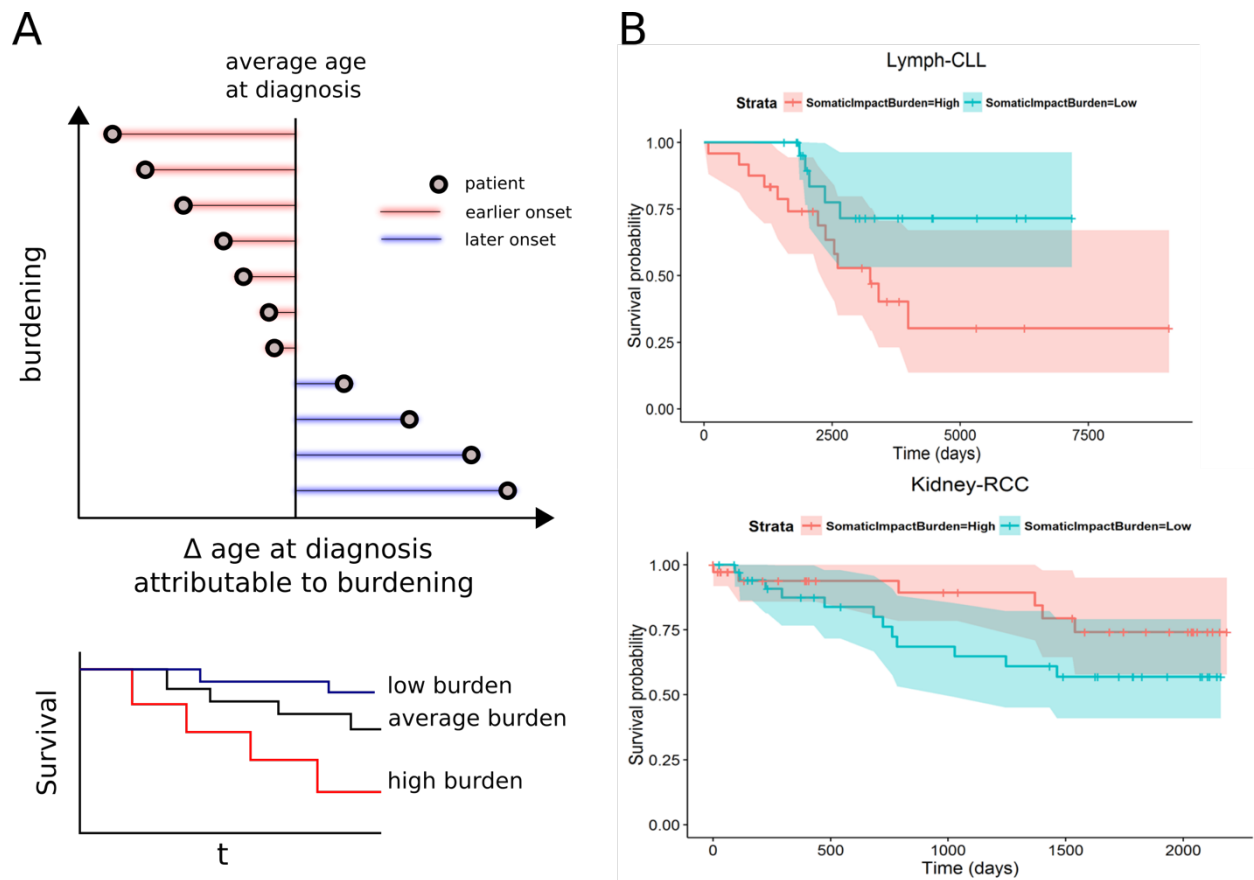 A
average age
at diagnosis
patient
earlier onset
later onset
burdening
Δ age at diagnosis
attributable to burdening
Survival
low burden
average burden
high burden
t
B
Lymph-CLL
Strata SomaticImpactBurden=High SomaticImpactBurden=Low
Survival probability
1.00
0.75
0.50
0.25
0.00
0 2500 5000 7500
Time (days)
Kidney-RCC
Strata SomaticImpactBurden=High SomaticImpactBurden=Low
Survival probability
1.00
0.75
0.50
0.25
0.00
0 500 1000 1500 2000
Time (days)